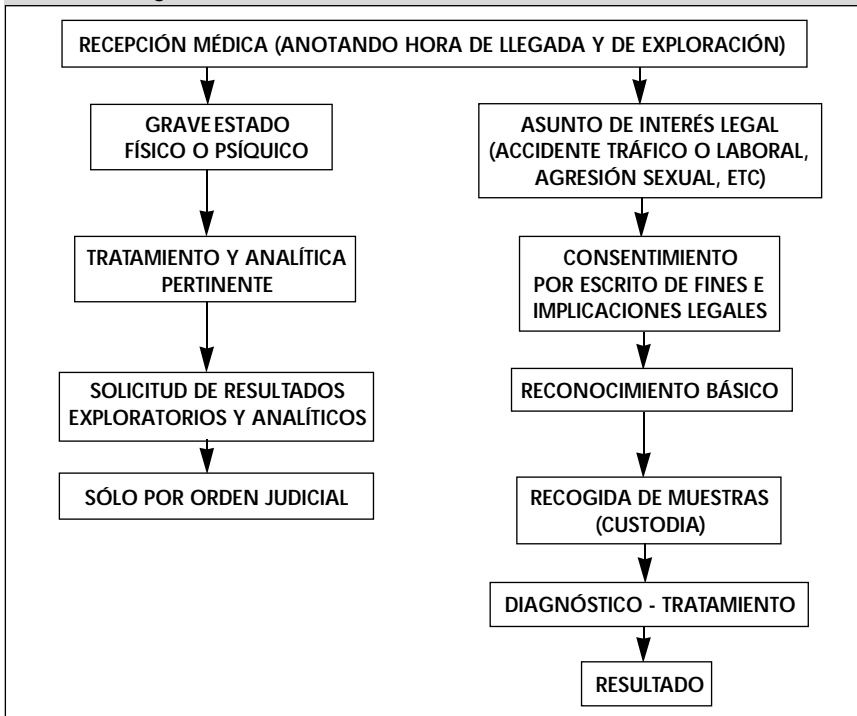 RECEPCIÓN MÉDICA (ANOTANDO HORA DE LLEGADA Y DE EXPLORACIÓN)
GRAVE ESTADO
FÍSICO O PSÍQUICO
TRATAMIENTO Y ANALÍTICA
PERTINENTE
SOLICITUD DE RESULTADOS
EXPLORATORIOS Y ANALÍTICOS
SÓLO POR ORDEN JUDICIAL
ASUNTO DE INTERÉS LEGAL
(ACCIDENTE TRÁFICO O LABORAL,
AGRESIÓN SEXUAL, ETC)
CONSENTIMIENTO
POR ESCRITO DE FINES E
IMPLICACIONES LEGALES
RECONOCIMIENTO BÁSICO
RECOGIDA DE MUESTRAS
(CUSTODIA)
DIAGNÓSTICO - TRATAMIENTO
RESULTADO